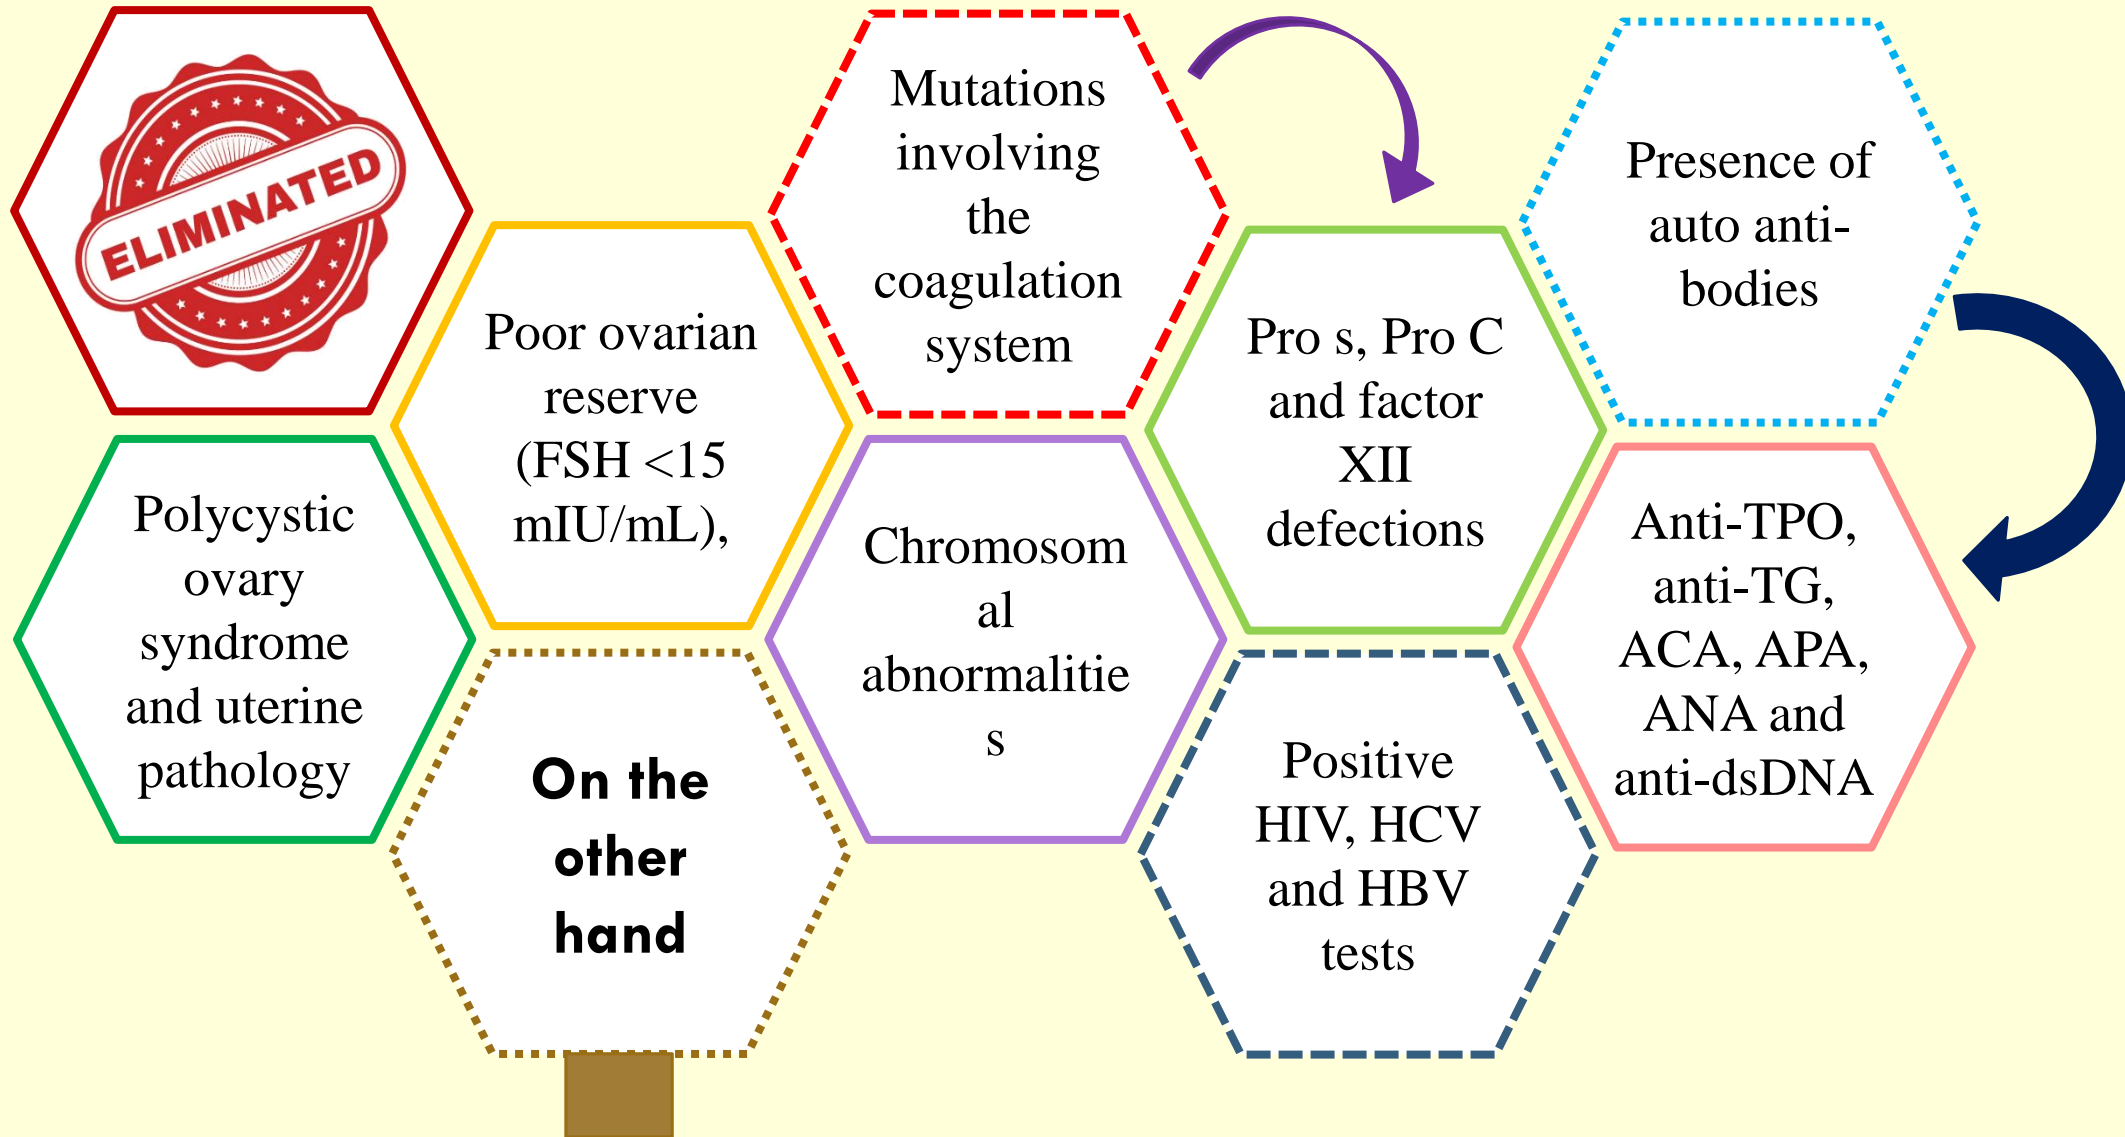 ELIMINATED
Polycystic
ovary
syndrome
and uterine
pathology
Poor ovarian
reserve
(FSH <15
mIU/mL),
On the
other
hand
Mutations
involving
the
coagulation
system
Chromosom
al
abnormalitie
s
Pro s, Pro C
and factor
XII
defections
Positive
HIV, HCV
and HBV
tests
Presence of
auto anti-
bodies
Anti-TPO,
anti-TG,
ACA, APA,
ANA and
anti-dsDNA